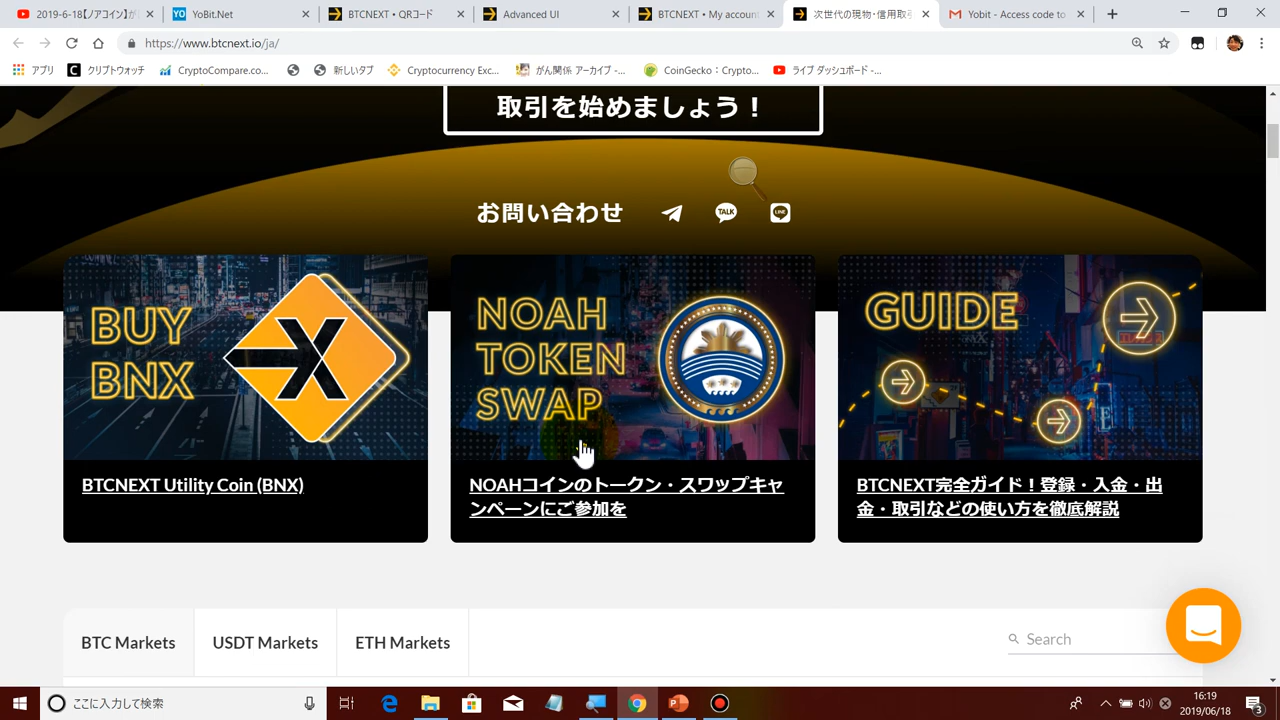 2019-6-18【ノアコイン】が
YoBit.Net
BTCNEXT • QRコード
Advanced UI
BTCNEXT • My accoun
次世代の現物・信用取引
Yobit - Access code to
https://www.btcnext.io/ja/
アプリ
クリプトウォッチ
CryptoCompare.co...
新しいタブ
Cryptocurrency Exc...
がん関係 アーカイブ -...
CoinGecko：Crypto...
ライブ ダッシュボード -...
取引を始めましょう！
お問い合わせ
TALK
LINE
BUY
BNX
NOAH
TOKEN
SWAP
GUIDE
BTCNEXT Utility Coin (BNX)
NOAHコインのトークン・スワップキャ
ンペーンにご参加を
BTCNEXT完全ガイド！登録・入金・出
金・取引などの使い方を徹底解説
BTC Markets
USDT Markets
ETH Markets
Search
ここに入力して検索
16:19
2019/06/18
3